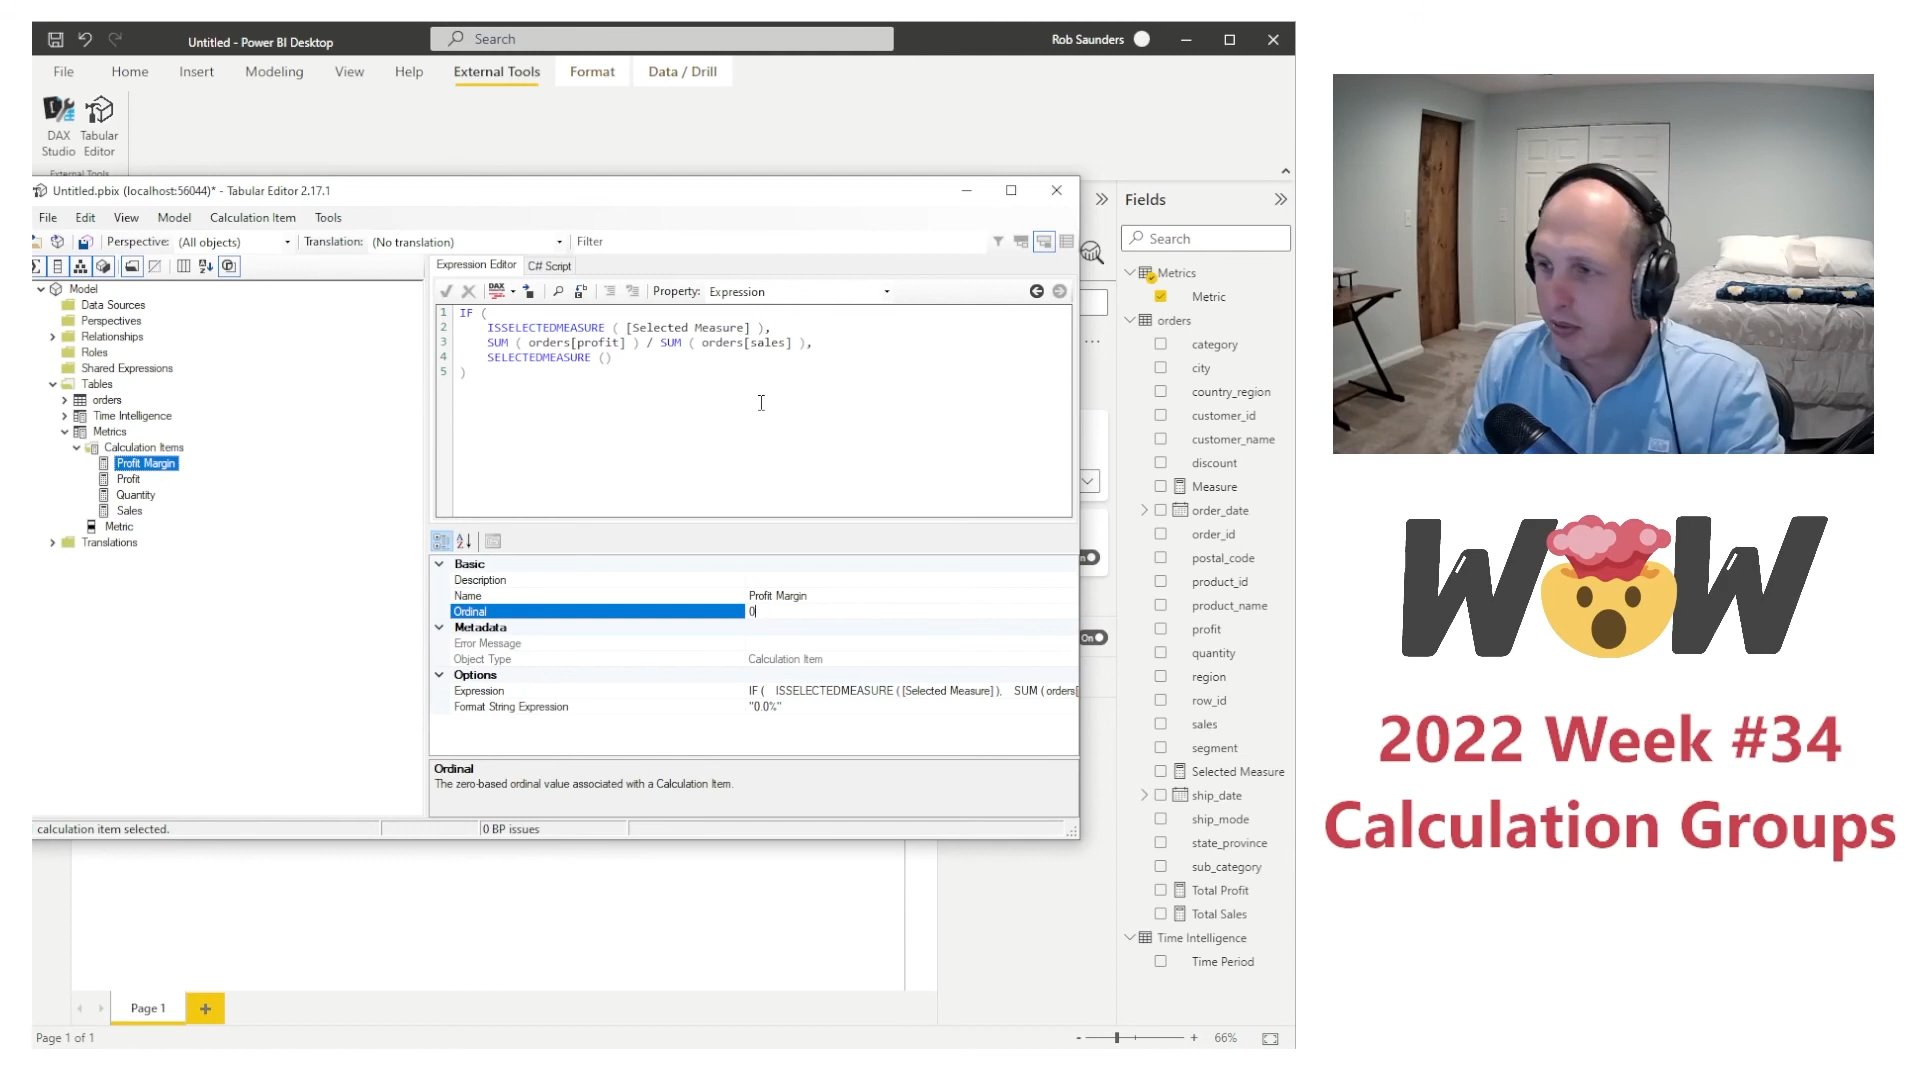 Untitled - Power BI Desktop
Search
Rob Saunders
File Home Insert Modeling View Help External Tools Format Data / Drill
DAX Studio
Tabular Editor
External Tools
Untitled.pbix (localhost:56044)* - Tabular Editor 2.17.1
File Edit View Model Calculation Item Tools
Perspective: (All objects) Translation: (No translation) Filter
Model
Data Sources
Perspectives
Relationships
Roles
Shared Expressions
Tables
orders
Time Intelligence
Metrics
Calculation Items
Profit Margin
Profit
Quantity
Sales
Metric
Translations
Expression Editor C# Script
DAX Property: Expression
1 IF (
2 ISSELECTEDMEASURE ( [Selected Measure] ),
3 SUM ( orders[profit] ) / SUM ( orders[sales] ),
4 SELECTEDMEASURE ()
5 )
Basic
Description
Name Profit Margin
Ordinal 0
Metadata
Error Message
Object Type Calculation Item
Options
Expression IF ( ISSELECTEDMEASURE ( [Selected Measure] ), SUM ( orders[
Format String Expression "0.0%"
Ordinal
The zero-based ordinal value associated with a Calculation Item.
calculation item selected.
0 BP issues
On
Fields
Search
Metrics
Metric
orders
category
city
country_region
customer_id
customer_name
discount
Measure
order_date
order_id
postal_code
product_id
product_name
profit
quantity
region
row_id
sales
segment
Selected Measure
ship_date
ship_mode
state_province
sub_category
Total Profit
Total Sales
Time Intelligence
Time Period
Page 1
+
Page 1 of 1
- + 66%
WOW
2022 Week #34
Calculation Groups